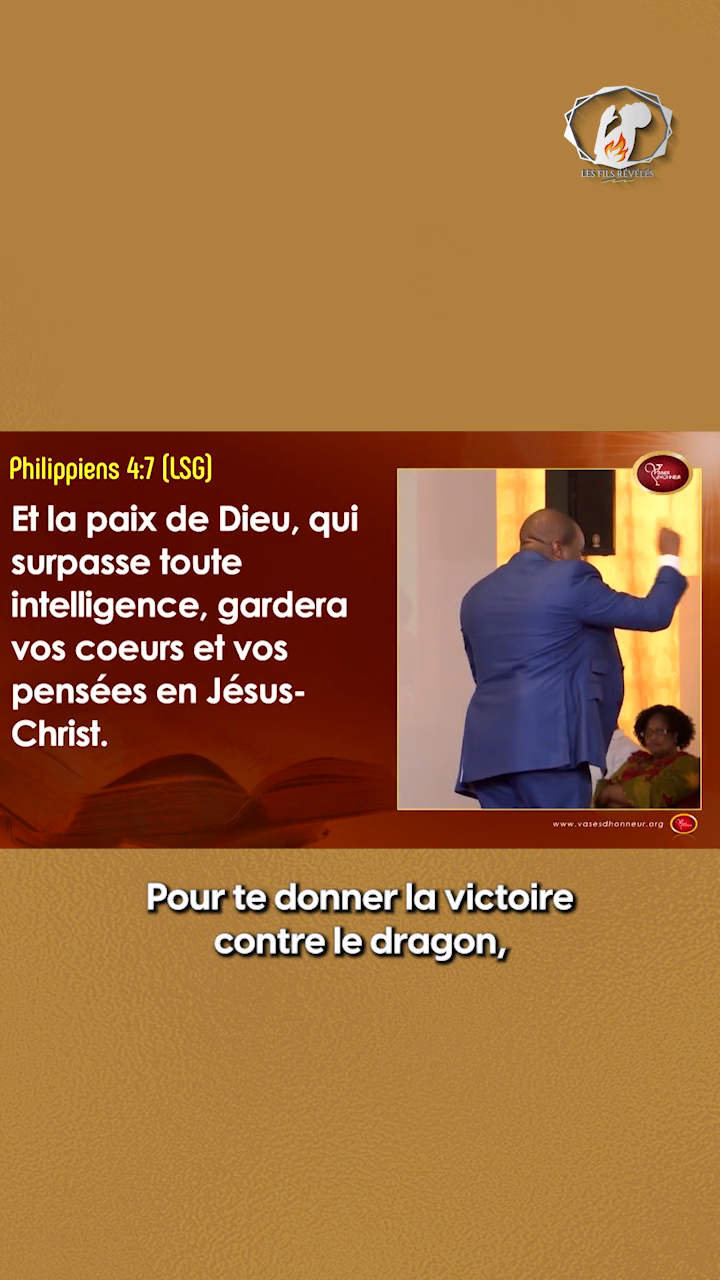 LES FILS RÉVÉLÉS
Philippiens 4:7 (LSG)
Et la paix de Dieu, qui
surpasse toute
intelligence, gardera
vos coeurs et vos
pensées en Jésus-
Christ.
www.vasesdhonneur.org
Pour te donner la victoire
contre le dragon,